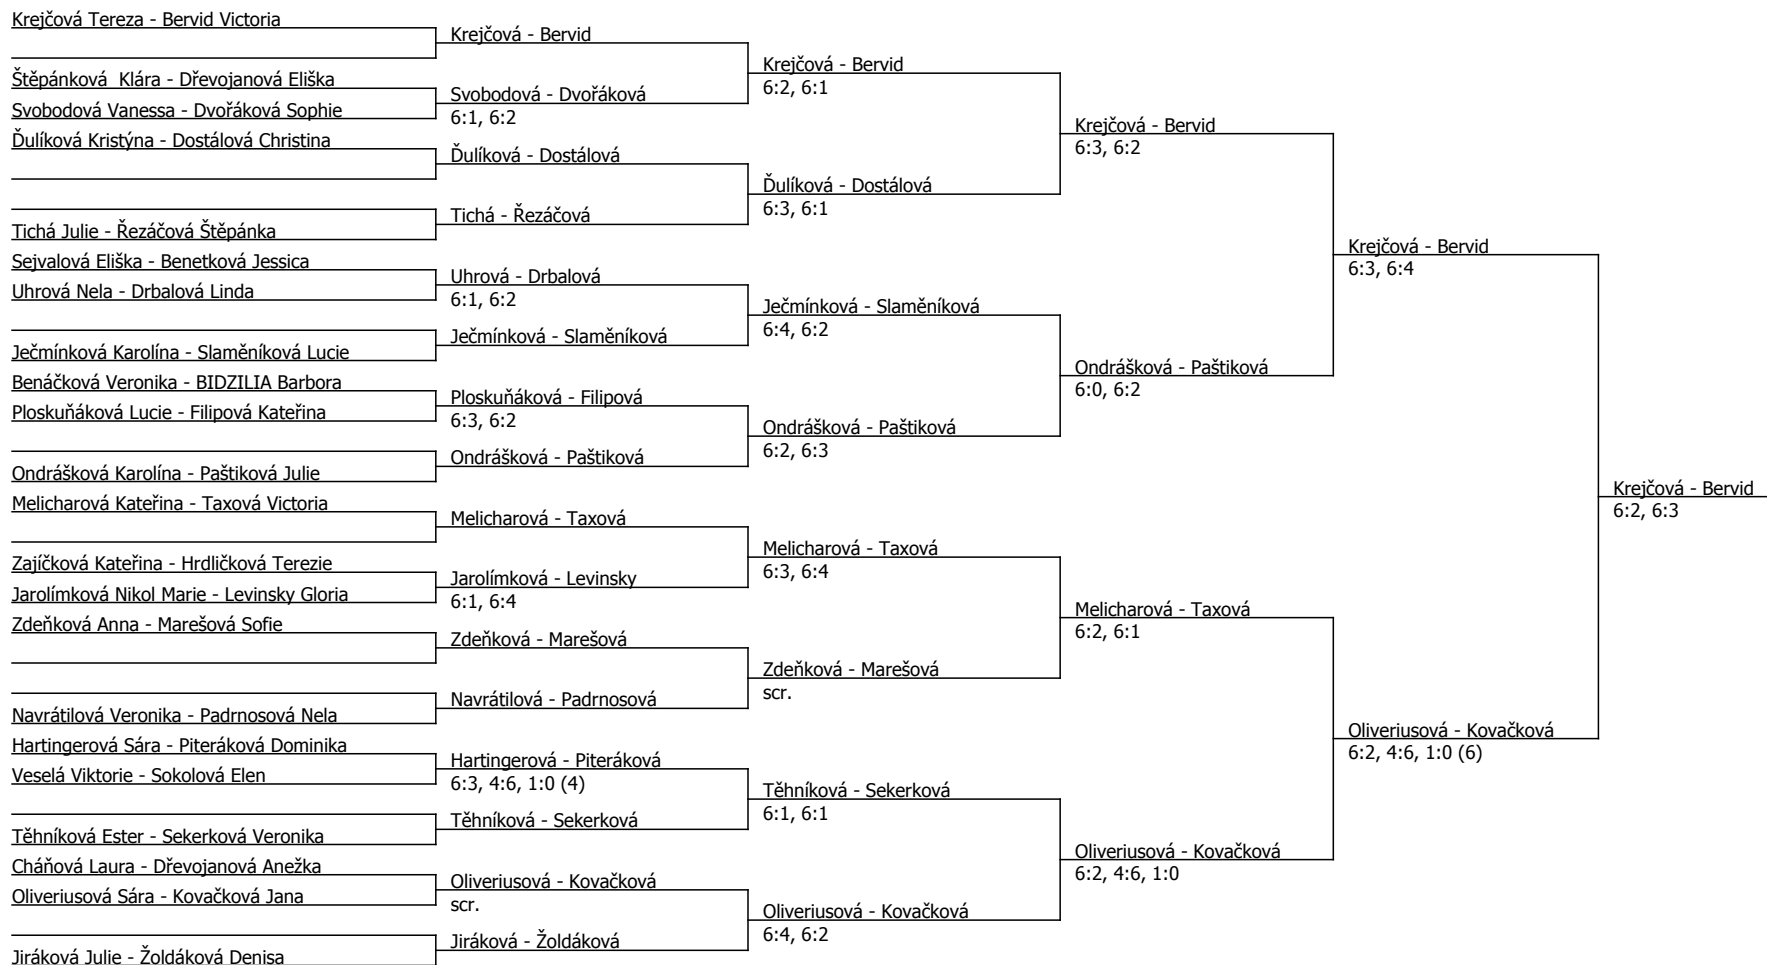 Krejčová Tereza - Bervid Victoria
Štěpánková  Klára - Dřevojanová Eliška
Svobodová Vanessa - Dvořáková Sophie
Ďulíková Kristýna - Dostálová Christina
Tichá Julie - Řezáčová Štěpánka
Sejvalová Eliška - Benetková Jessica
Uhrová Nela - Drbalová Linda
Ječmínková Karolína - Slaměníková Lucie
Benáčková Veronika - BIDZILIA Barbora
Ploskuňáková Lucie - Filipová Kateřina
Ondrášková Karolína - Paštiková Julie
Melicharová Kateřina - Taxová Victoria
Zajíčková Kateřina - Hrdličková Terezie
Jarolímková Nikol Marie - Levinsky Gloria
Zdeňková Anna - Marešová Sofie
Navrátilová Veronika - Padrnosová Nela
Hartingerová Sára - Piteráková Dominika
Veselá Viktorie - Sokolová Elen
Těhníková Ester - Sekerková Veronika
Cháňová Laura - Dřevojanová Anežka
Oliveriusová Sára - Kovačková Jana
Jiráková Julie - Žoldáková Denisa
Krejčová - Bervid
Svobodová - Dvořáková
6:1, 6:2
Ďulíková - Dostálová
Tichá - Řezáčová
Uhrová - Drbalová
6:1, 6:2
Ječmínková - Slaměníková
Ploskuňáková - Filipová
6:3, 6:2
Ondrášková - Paštiková
Melicharová - Taxová
Jarolímková - Levinsky
6:1, 6:4
Zdeňková - Marešová
Navrátilová - Padrnosová
Hartingerová - Piteráková
6:3, 4:6, 1:0 (4)
Těhníková - Sekerková
Oliveriusová - Kovačková
scr.
Jiráková - Žoldáková
Krejčová - Bervid
6:2, 6:1
Ďulíková - Dostálová
6:3, 6:1
Ječmínková - Slaměníková
6:4, 6:2
Ondrášková - Paštiková
6:2, 6:3
Melicharová - Taxová
6:3, 6:4
Zdeňková - Marešová
scr.
Těhníková - Sekerková
6:1, 6:1
Oliveriusová - Kovačková
6:4, 6:2
Krejčová - Bervid
6:3, 6:2
Ondrášková - Paštiková
6:0, 6:2
Melicharová - Taxová
6:2, 6:1
Oliveriusová - Kovačková
6:2, 4:6, 1:0
Krejčová - Bervid
6:3, 6:4
Oliveriusová - Kovačková
6:2, 4:6, 1:0 (6)
Krejčová - Bervid
6:2, 6:3